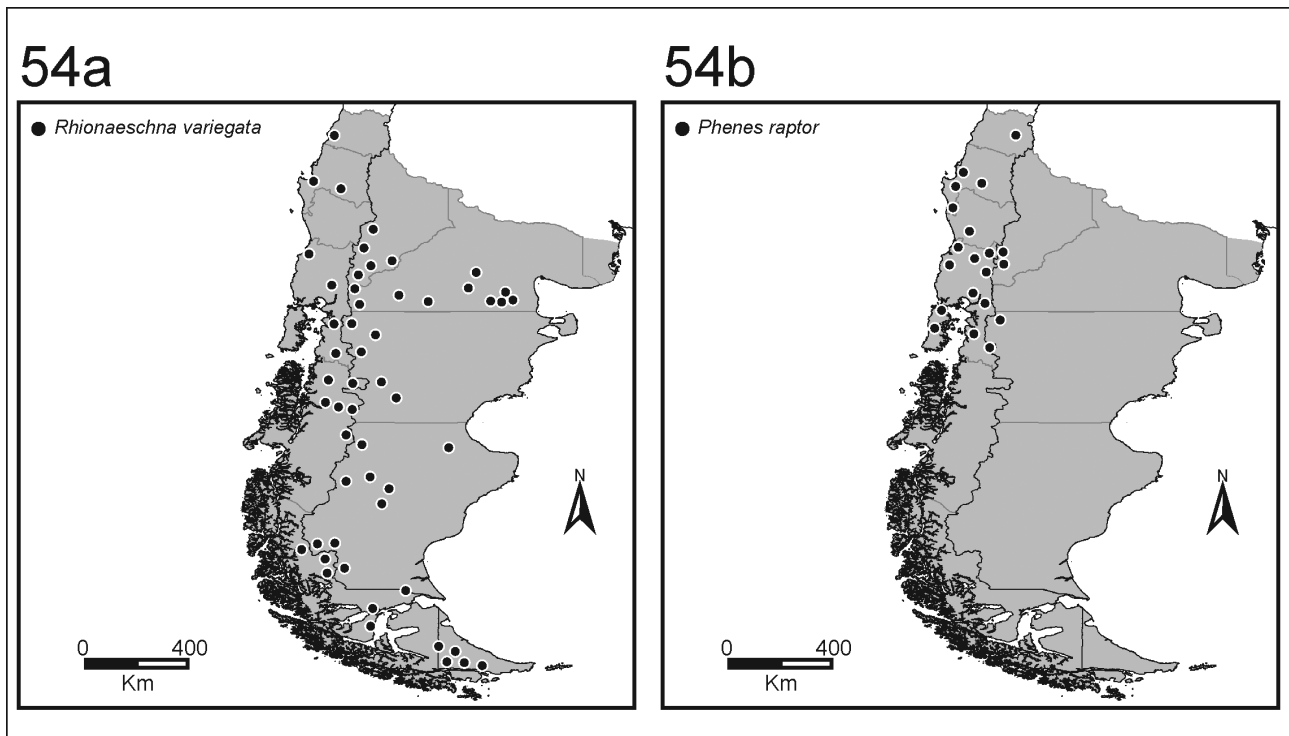 54a
Rhionaeschna variegata
N
0 400
Km
54b
Phenes raptor
N
0 400
Km